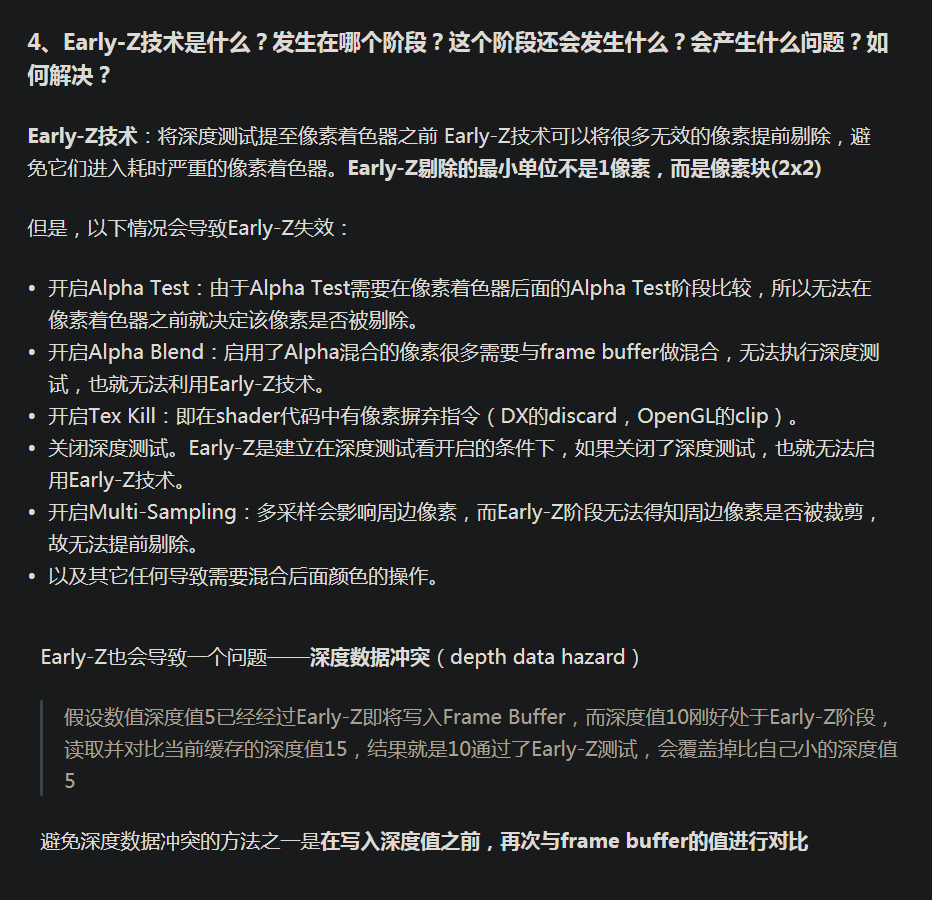 4、Early-Z技术是什么？发生在哪个阶段？这个阶段还会发生什么？会产生什么问题？如
何解决？
Early-Z技术：将深度测试提至像素着色器之前 Early-Z技术可以将很多无效的像素提前剔除，避
免它们进入耗时严重的像素着色器。Early-Z剔除的最小单位不是1像素，而是像素块(2x2)
但是，以下情况会导致Early-Z失效：
• 开启Alpha Test：由于Alpha Test需要在像素着色器后面的Alpha Test阶段比较，所以无法在
像素着色器之前就决定该像素是否被剔除。
• 开启Alpha Blend：启用了Alpha混合的像素很多需要与frame buffer做混合，无法执行深度测
试，也就无法利用Early-Z技术。
• 开启Tex Kill：即在shader代码中有像素摒弃指令（DX的discard，OpenGL的clip）。
• 关闭深度测试。Early-Z是建立在深度测试看开启的条件下，如果关闭了深度测试，也就无法启
用Early-Z技术。
• 开启Multi-Sampling：多采样会影响周边像素，而Early-Z阶段无法得知周边像素是否被裁剪，
故无法提前剔除。
• 以及其它任何导致需要混合后面颜色的操作。
Early-Z也会导致一个问题——深度数据冲突（depth data hazard）
假设数值深度值5已经经过Early-Z即将写入Frame Buffer，而深度值10刚好处于Early-Z阶段，
读取并对比当前缓存的深度值15，结果就是10通过了Early-Z测试，会覆盖掉比自己小的深度值
5
避免深度数据冲突的方法之一是在写入深度值之前，再次与frame buffer的值进行对比